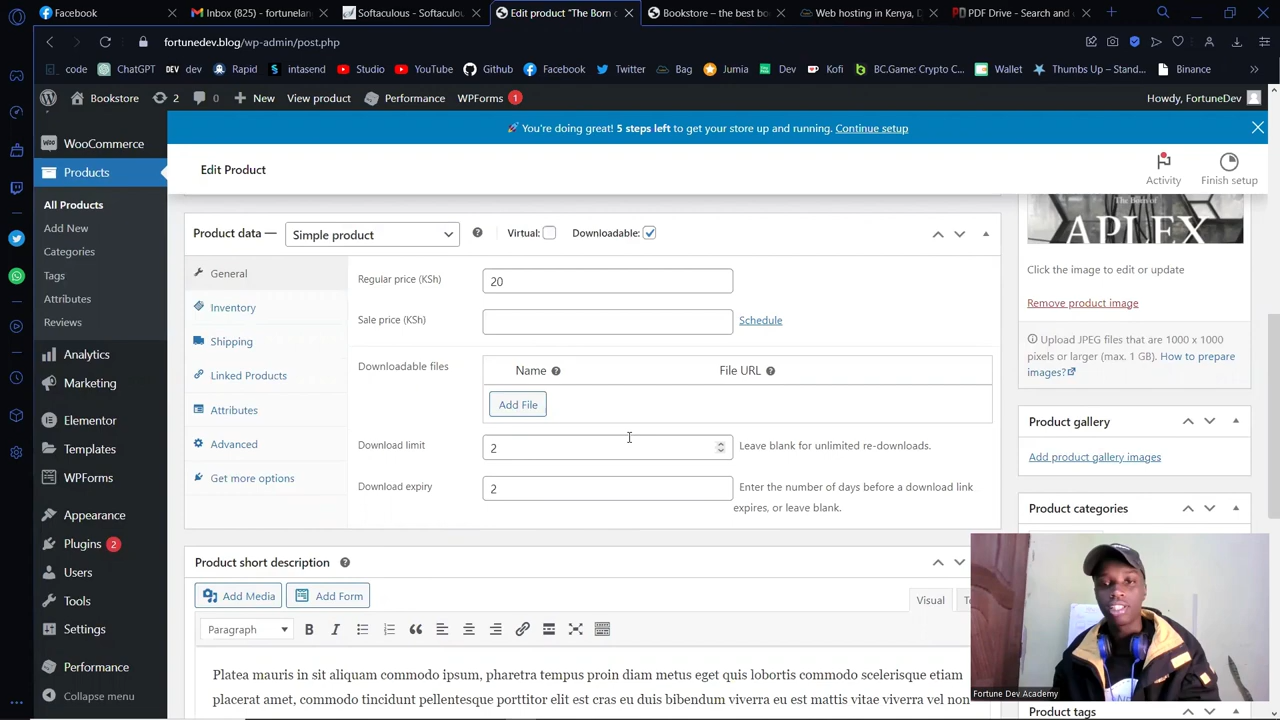 Facebook
Inbox (825) - fortunelan
Softaculous - Softaculou
Edit product "The Born o
Bookstore – the best bo
Web hosting in Kenya, D
PDF Drive - Search and d
fortunedev.blog/wp-admin/post.php
code
ChatGPT
DEV dev
Rapid
intasend
Studio
YouTube
Github
Facebook
Twitter
Bag
Jumia
Dev
Kofi
BC.Game: Crypto C...
Wallet
Thumbs Up – Stand...
Binance
Bookstore
2
0
New
View product
Performance
WPForms 1
Howdy, FortuneDev
🚀 You're doing great! 5 steps left to get your store up and running. Continue setup
WooCommerce
Products
All Products
Add New
Categories
Tags
Attributes
Reviews
Analytics
Marketing
Elementor
Templates
WPForms
Appearance
Plugins 2
Users
Tools
Settings
Performance
Collapse menu
Edit Product
Activity
Finish setup
Product data —
Simple product
Virtual:
Downloadable:
General
Inventory
Shipping
Linked Products
Attributes
Advanced
Get more options
Regular price (KSh)
20
Sale price (KSh)
Schedule
Downloadable files
Name
File URL
Add File
Download limit
2
Leave blank for unlimited re-downloads.
Download expiry
2
Enter the number of days before a download link
expires, or leave blank.
Product short description
Add Media
Add Form
Visual
Paragraph
Platea mauris in sit aliquam commodo ipsum, pharetra tempus proin diam metus eget quis lobortis commodo scelerisque etiam
placerat amet, commodo tincidunt pellentesque porttitor elit est cras eu duis bibendum viverra eu est mattis vitae viverra vel non
The Born of
APLEX
Click the image to edit or update
Remove product image
Upload JPEG files that are 1000 x 1000
pixels or larger (max. 1 GB). How to prepare
images?
Product gallery
Add product gallery images
Product categories
Fortune Dev Academy
Product tags